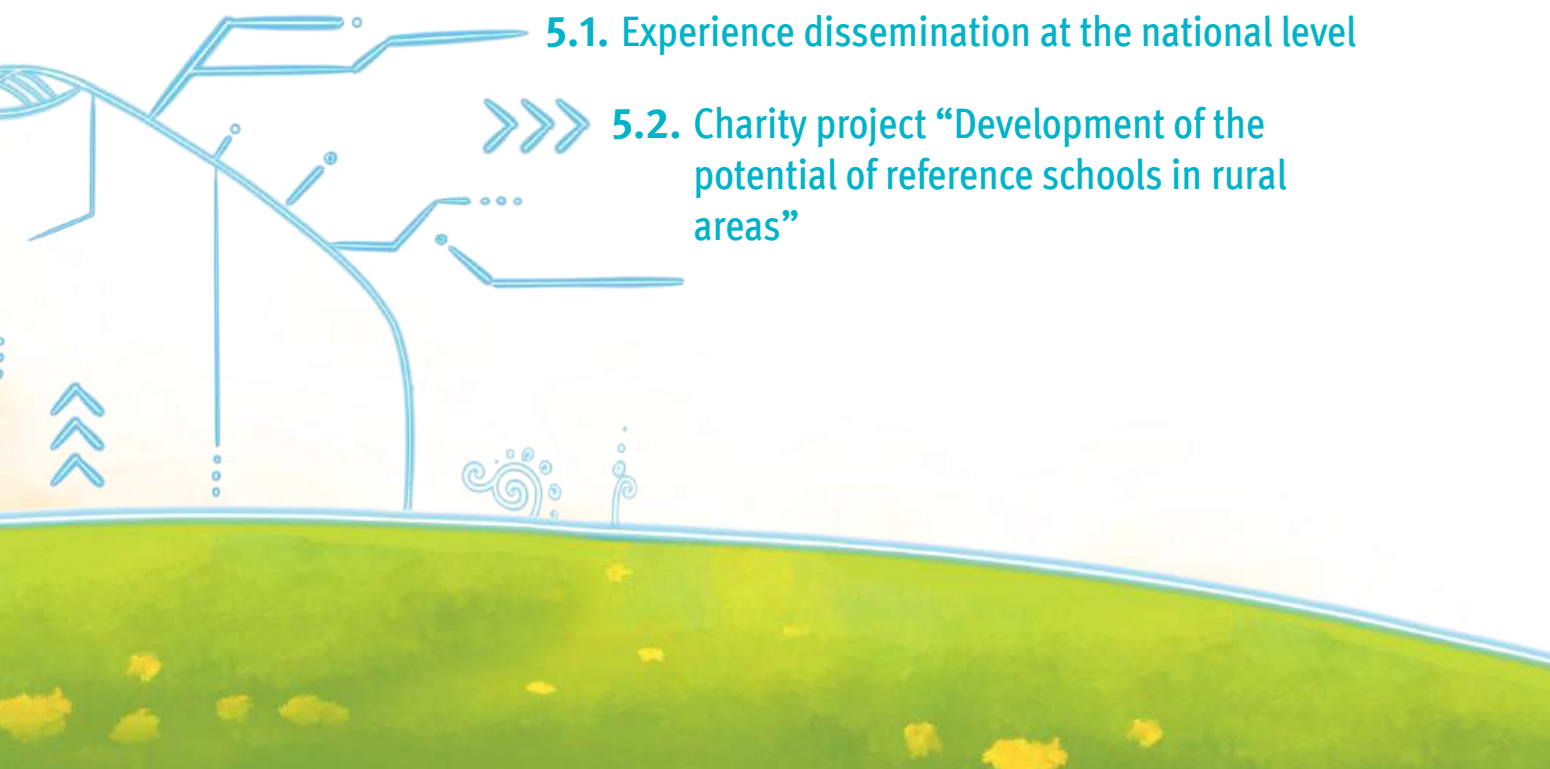 5.1. Experience dissemination at the national level
5.2. Charity project “Development of the
potential of reference schools in rural
areas”